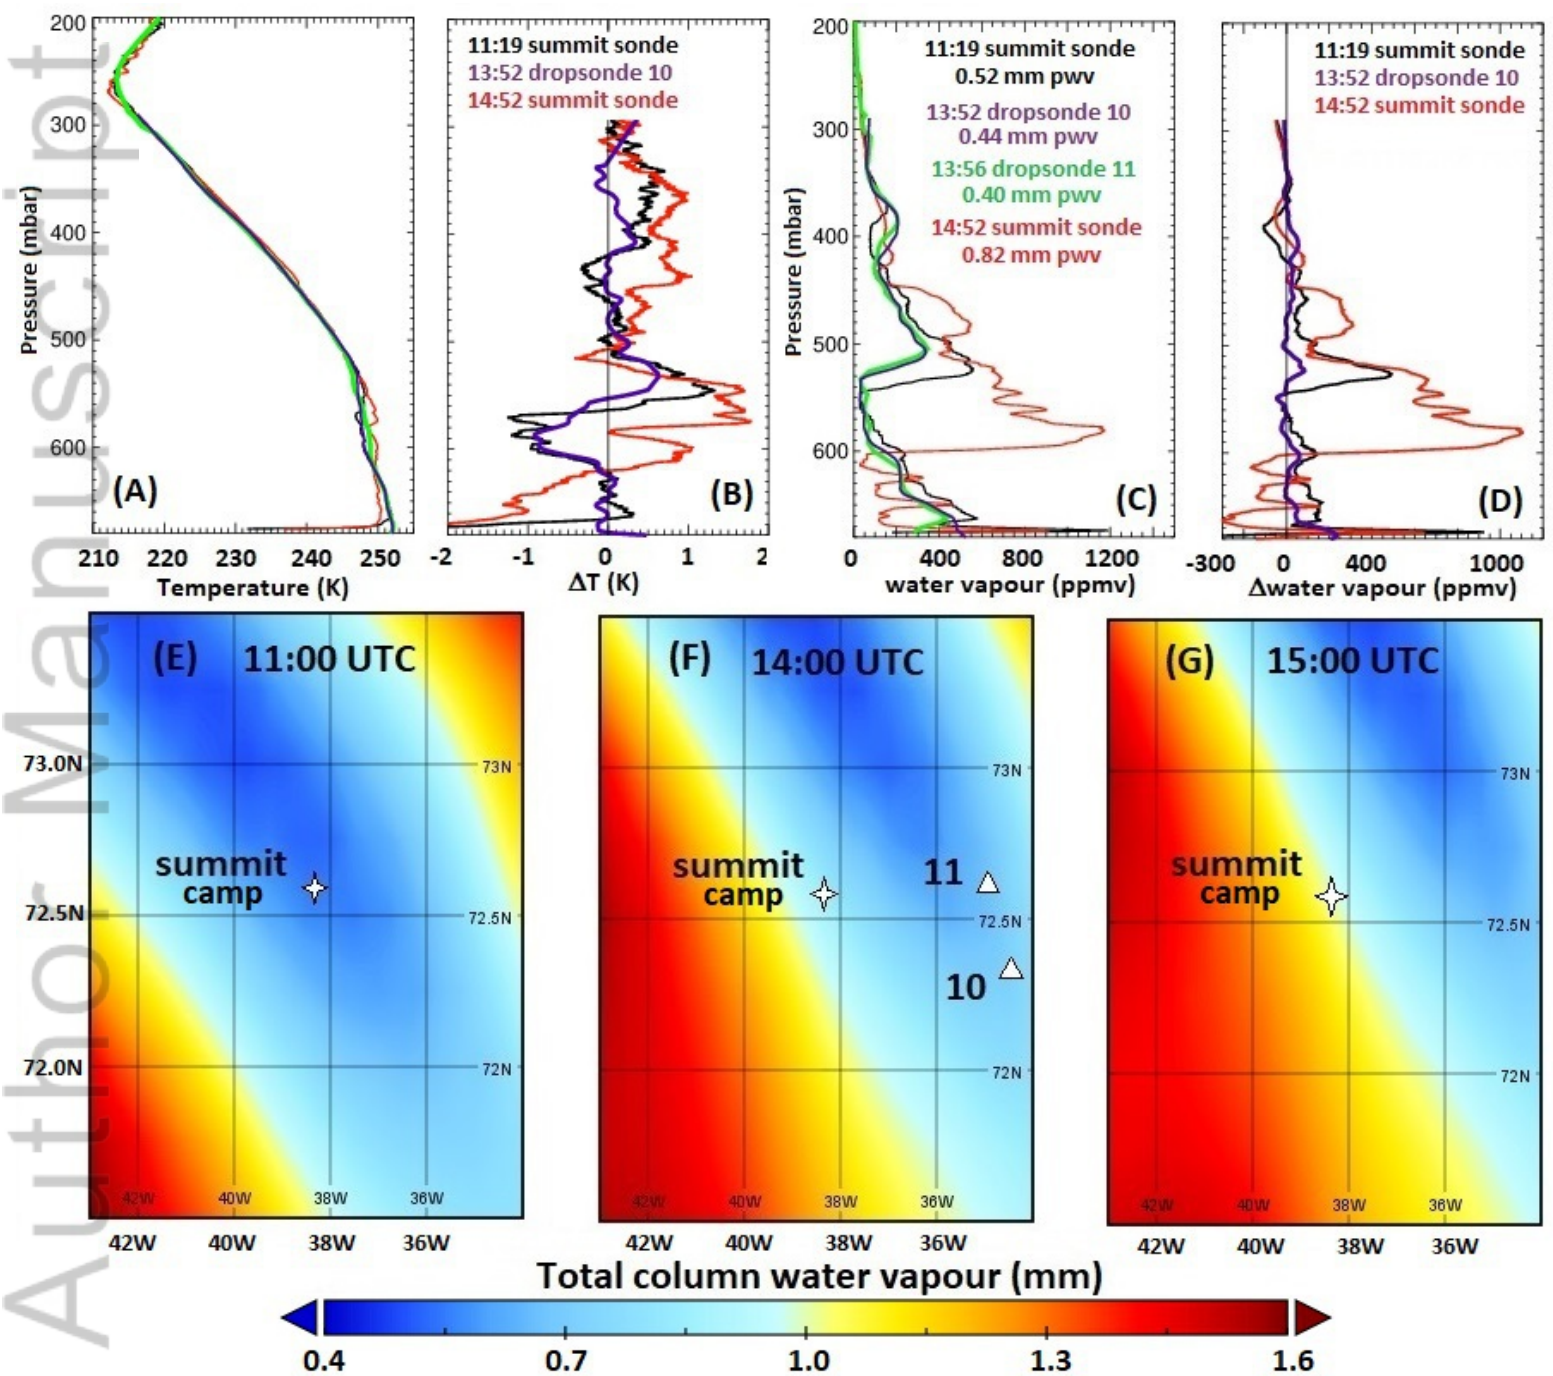 Author Manuscript
200
300
400
500
600
Pressure (mbar)
(A)
210 220 230 240 250
Temperature (K)
11:19 summit sonde
13:52 dropsonde 10
14:52 summit sonde
(B)
-2 -1 0 1 2
ΔT (K)
200
300
400
500
600
Pressure (mbar)
11:19 summit sonde
0.52 mm pwv
13:52 dropsonde 10
0.44 mm pwv
13:56 dropsonde 11
0.40 mm pwv
14:52 summit sonde
0.82 mm pwv
(C)
0 400 800 1200
water vapour (ppmv)
11:19 summit sonde
13:52 dropsonde 10
14:52 summit sonde
(D)
-300 0 400 1000
Δwater vapour (ppmv)
(E) 11:00 UTC
73.0N
72.5N
72.0N
73N
summit
camp
72.5N
72N
42W 40W 38W 36W
42W 40W 38W 36W
(F) 14:00 UTC
73N
summit
camp
11
72.5N
10
72N
42W 40W 38W 36W
42W 40W 38W 36W
(G) 15:00 UTC
73N
summit
camp
72.5N
72N
42W 40W 38W 36W
42W 40W 38W 36W
Total column water vapour (mm)
0.4 0.7 1.0 1.3 1.6